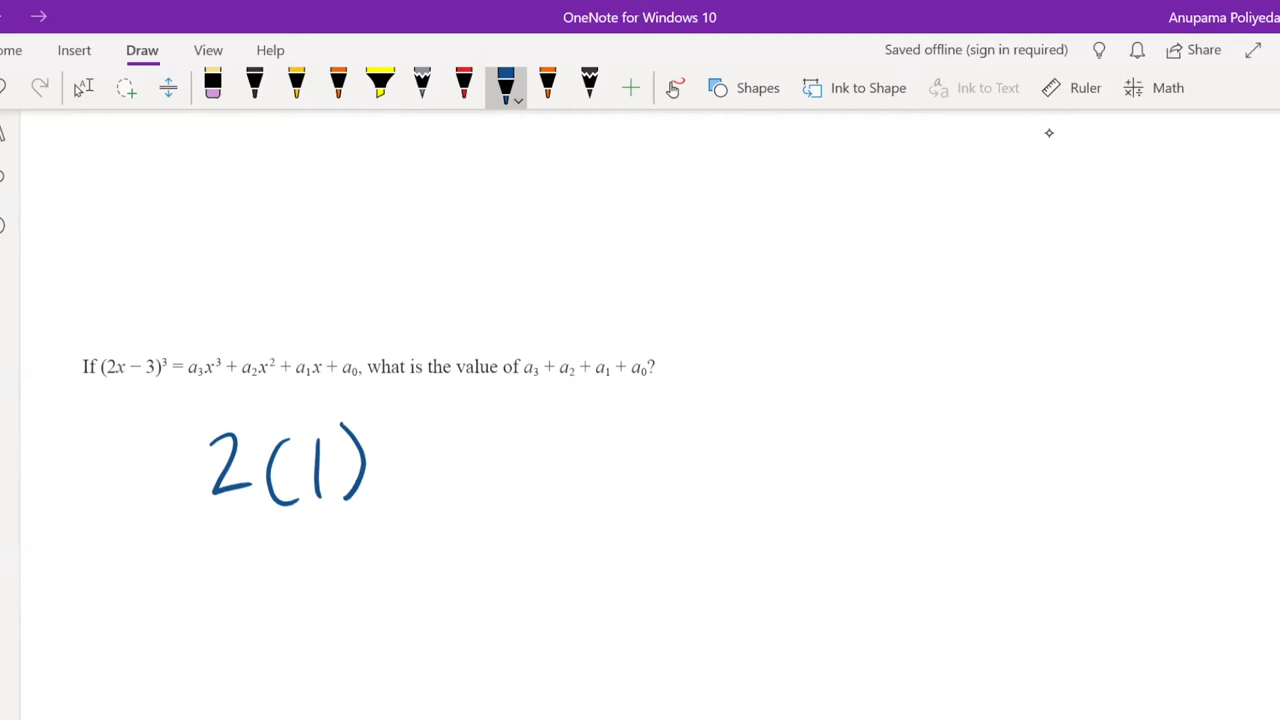 OneNote for Windows 10
Anupama Poliyeda
ome Insert Draw View Help
Saved offline (sign in required) Share
Shapes Ink to Shape Ink to Text Ruler Math
If (2x − 3)³ = a₃x³ + a₂x² + a₁x + a₀, what is the value of a₃ + a₂ + a₁ + a₀?
2(1)